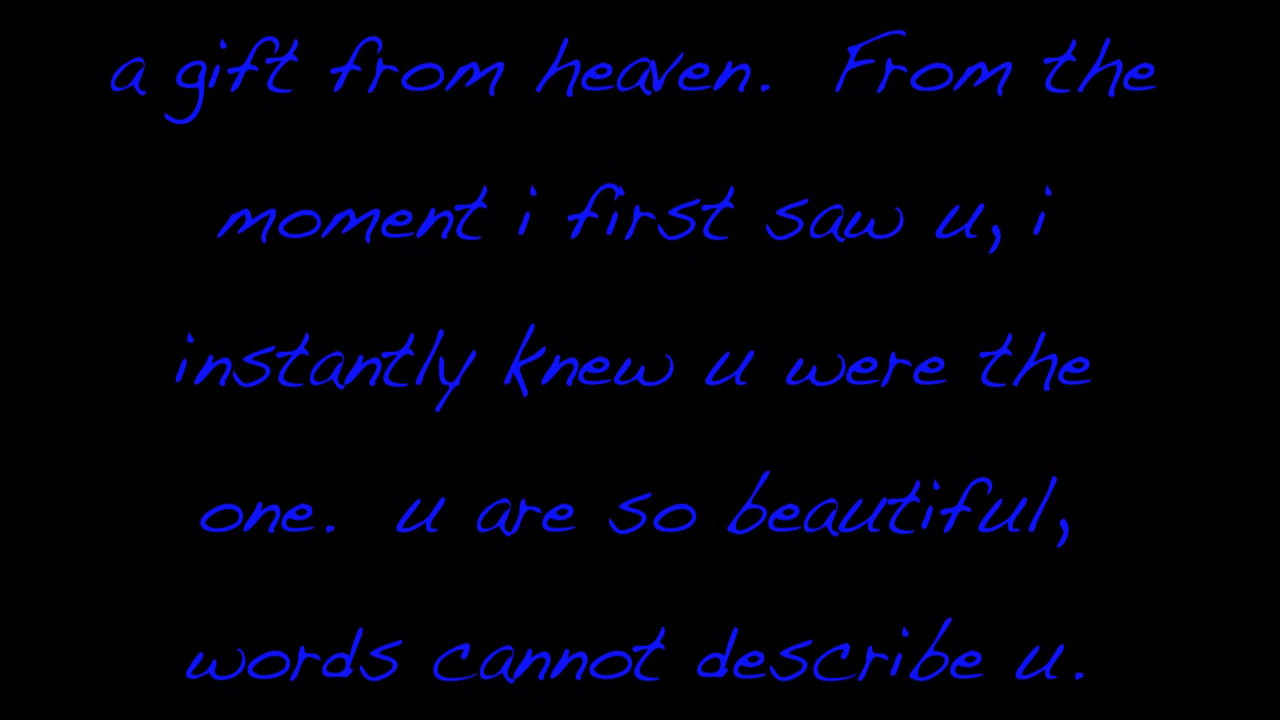 a gift from heaven.  From the
moment i first saw u, i
instantly knew u were the
one.  u are so beautiful,
words cannot describe u.